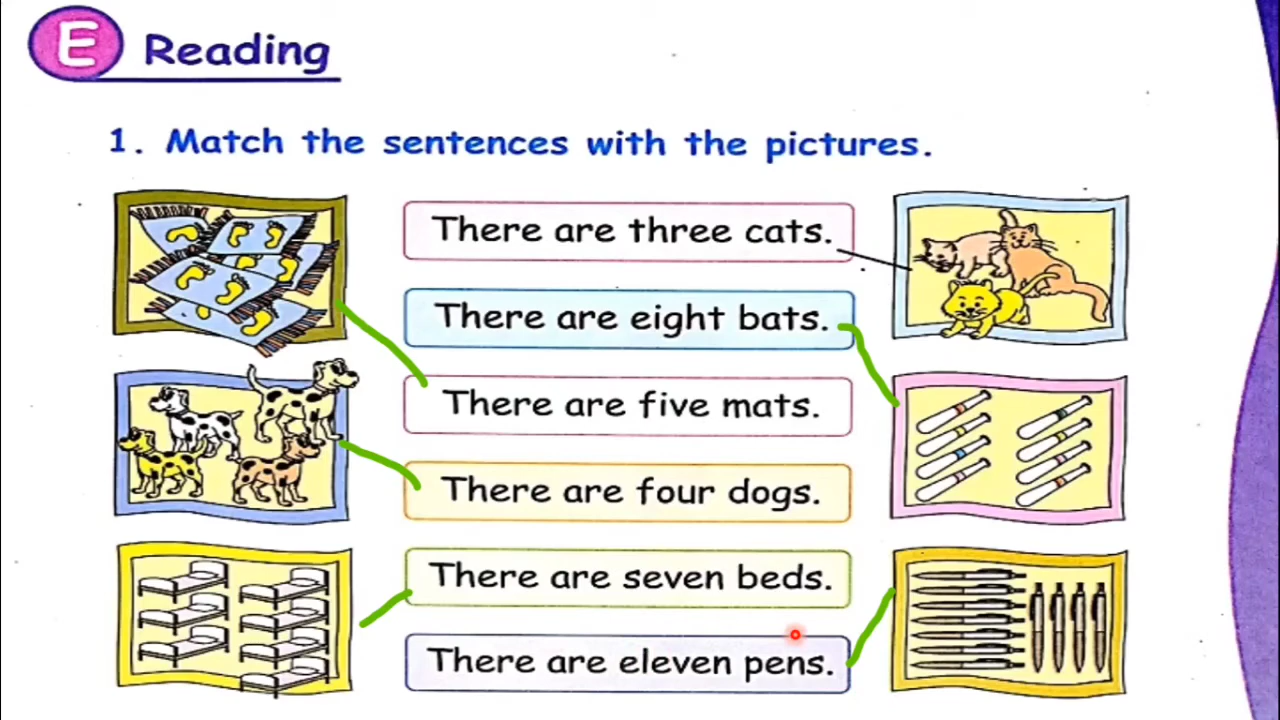 E Reading
1. Match the sentences with the pictures.
There are three cats.
There are eight bats.
There are five mats.
There are four dogs.
There are seven beds.
There are eleven pens.